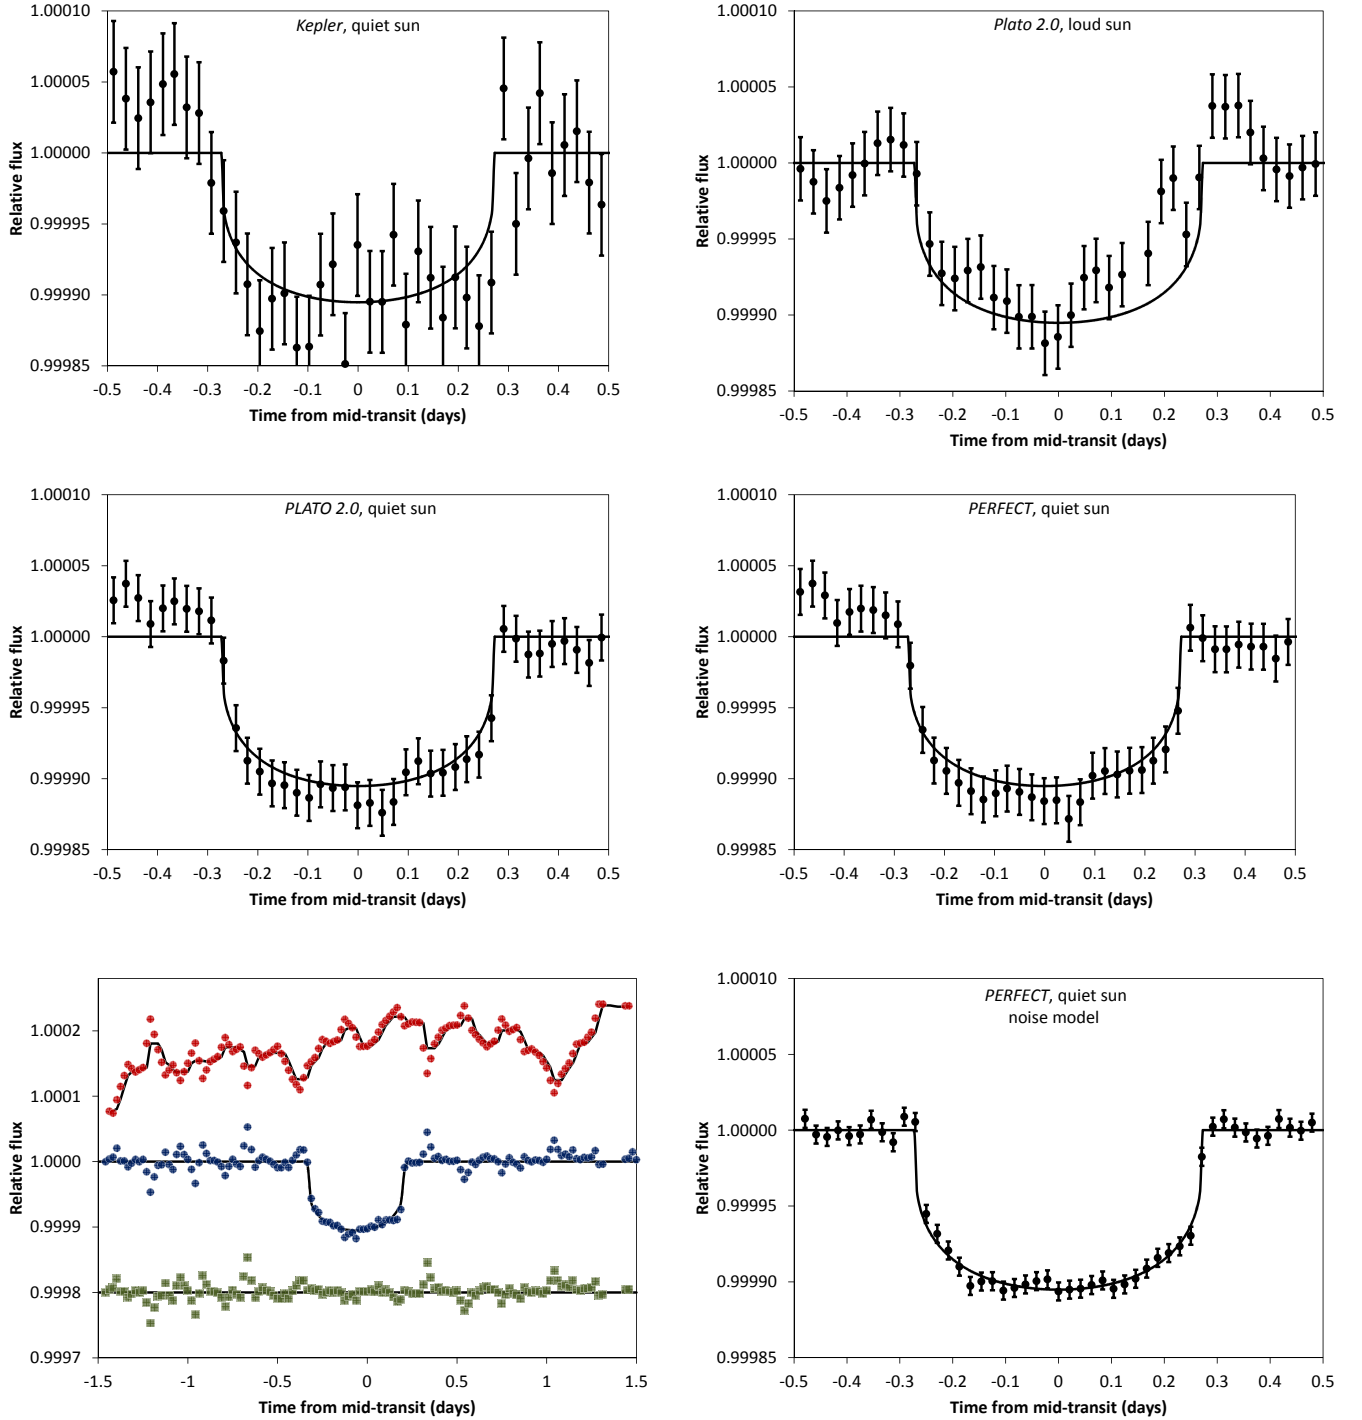 Kepler, quiet sun
1.00010
1.00005
1.00000
0.99995
0.99990
0.99985
Relative flux
-0.5 -0.4 -0.3 -0.2 -0.1 0 0.1 0.2 0.3 0.4 0.5
Time from mid-transit (days)
Plato 2.0, loud sun
1.00010
1.00005
1.00000
0.99995
0.99990
0.99985
Relative flux
-0.5 -0.4 -0.3 -0.2 -0.1 0 0.1 0.2 0.3 0.4 0.5
Time from mid-transit (days)
PLATO 2.0, quiet sun
1.00010
1.00005
1.00000
0.99995
0.99990
0.99985
Relative flux
-0.5 -0.4 -0.3 -0.2 -0.1 0 0.1 0.2 0.3 0.4 0.5
Time from mid-transit (days)
PERFECT, quiet sun
1.00010
1.00005
1.00000
0.99995
0.99990
0.99985
Relative flux
-0.5 -0.4 -0.3 -0.2 -0.1 0 0.1 0.2 0.3 0.4 0.5
Time from mid-transit (days)
1.0002
1.0001
1.0000
0.9999
0.9998
0.9997
Relative flux
-1.5 -1 -0.5 0 0.5 1 1.5
Time from mid-transit (days)
PERFECT, quiet sun
noise model
1.00010
1.00005
1.00000
0.99995
0.99990
0.99985
Relative flux
-0.5 -0.4 -0.3 -0.2 -0.1 0 0.1 0.2 0.3 0.4 0.5
Time from mid-transit (days)